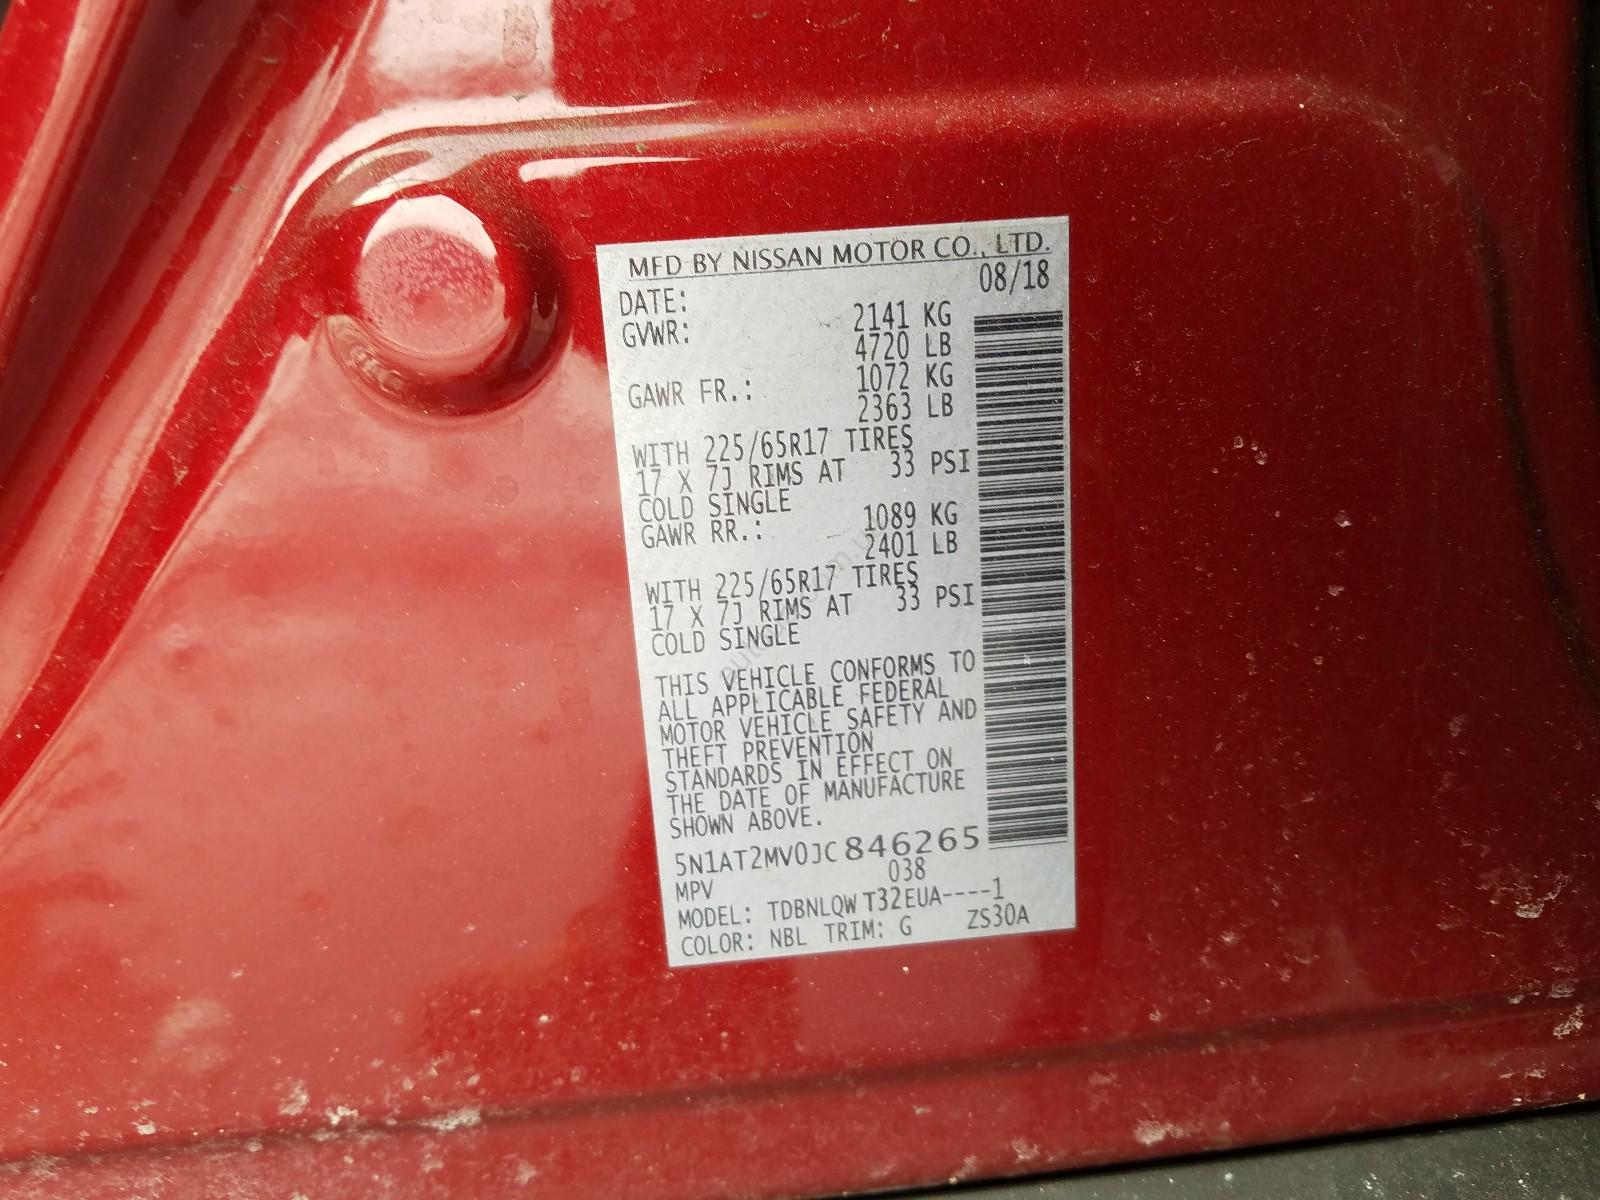 MFD BY NISSAN MOTOR CO., LTD.
DATE: 08/18
GVWR: 2141 KG
4720 LB
GAWR FR.: 1072 KG
2363 LB
WITH 225/65R17 TIRES
17 X 7J RIMS AT 33 PSI
COLD SINGLE
GAWR RR.: 1089 KG
2401 LB
WITH 225/65R17 TIRES
17 X 7J RIMS AT 33 PSI
COLD SINGLE
THIS VEHICLE CONFORMS TO
ALL APPLICABLE FEDERAL
MOTOR VEHICLE SAFETY AND
THEFT PREVENTION
STANDARDS IN EFFECT ON
THE DATE OF MANUFACTURE
SHOWN ABOVE.
5N1AT2MV0JC846265
MPV 038
MODEL: TDBNLQW T32EUA----1
COLOR: NBL TRIM: G ZS30A